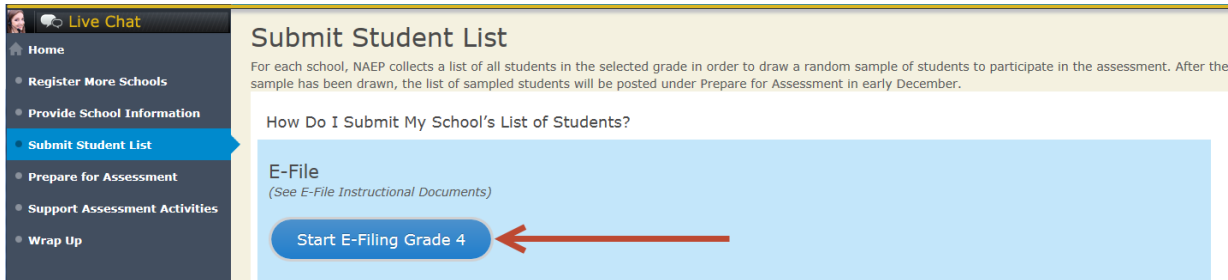 Live Chat
Home
Register More Schools
Provide School Information
Submit Student List
Prepare for Assessment
Support Assessment Activities
Wrap Up
Submit Student List
For each school, NAEP collects a list of all students in the selected grade in order to draw a random sample of students to participate in the assessment. After the
sample has been drawn, the list of sampled students will be posted under Prepare for Assessment in early December.
How Do I Submit My School's List of Students?
E-File
(See E-File Instructional Documents)
Start E-Filing Grade 4